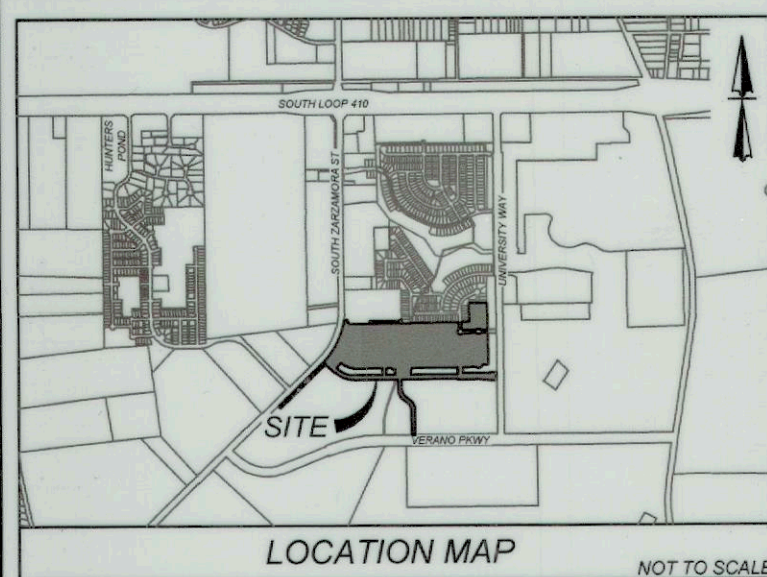 SOUTH LOOP 410
HUNTERS
POND
SOUTH ZARZAMORA ST
UNIVERSITY WAY
SITE
VERANO PKWY
LOCATION MAP
NOT TO SCALE